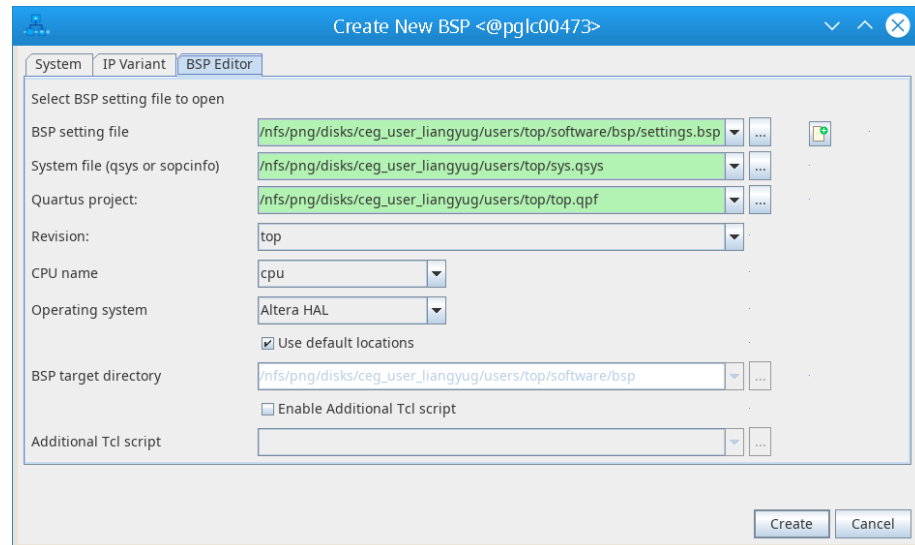 Create New BSP <@pglc00473>
System IP Variant BSP Editor
Select BSP setting file to open
BSP setting file /nfs/png/disks/ceg_user_liangyug/users/top/software/bsp/settings.bsp ...
System file (qsys or sopcinfo) /nfs/png/disks/ceg_user_liangyug/users/top/sys.qsys ...
Quartus project: /nfs/png/disks/ceg_user_liangyug/users/top/top.qpf ...
Revision: top
CPU name cpu
Operating system Altera HAL
Use default locations
BSP target directory /nfs/png/disks/ceg_user_liangyug/users/top/software/bsp ...
Enable Additional Tcl script
Additional Tcl script ...
Create Cancel